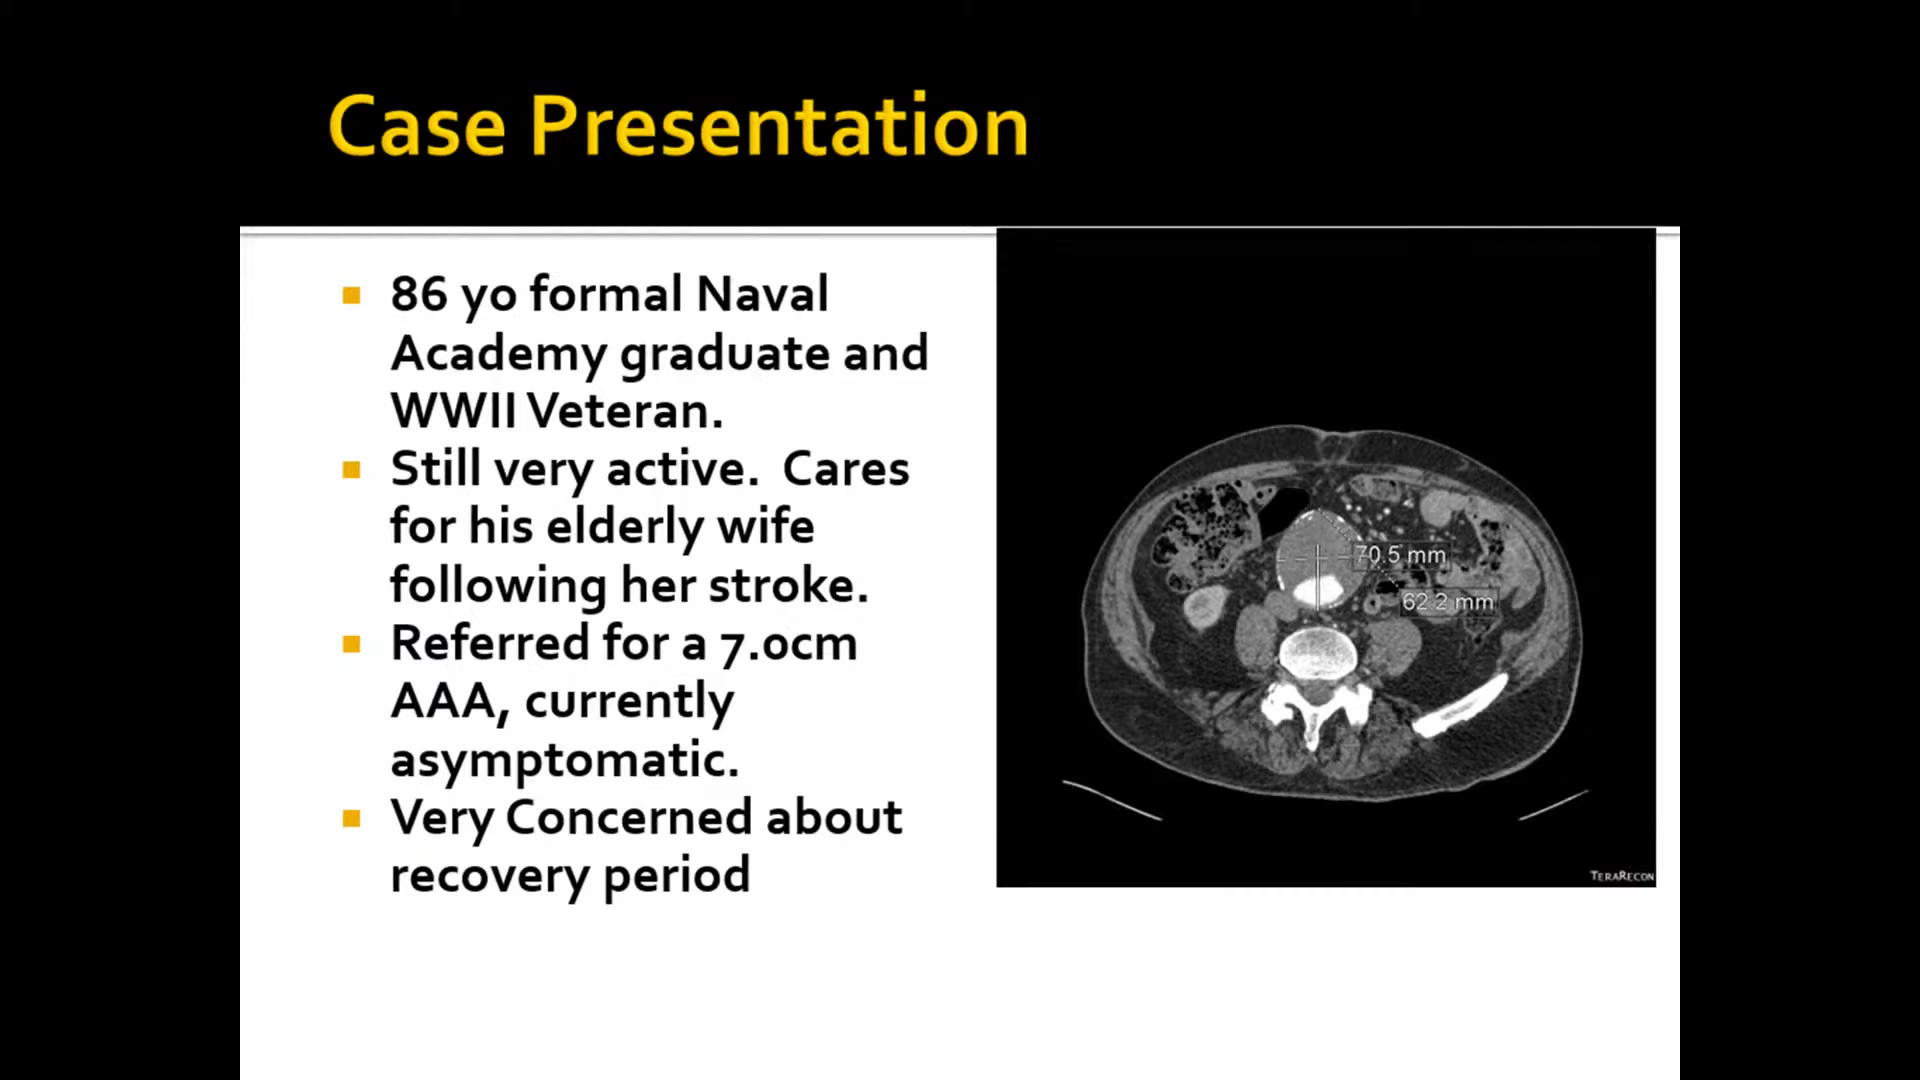 Case Presentation
86 yo formal Naval
Academy graduate and
WWII Veteran.
Still very active. Cares
for his elderly wife
following her stroke.
Referred for a 7.0cm
AAA, currently
asymptomatic.
Very Concerned about
recovery period
70.5 mm
62.2 mm
TERARECON